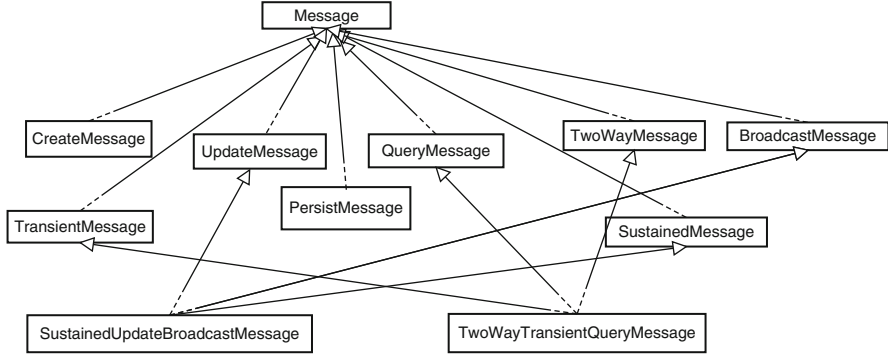 Message
CreateMessage
UpdateMessage
QueryMessage
TwoWayMessage
BroadcastMessage
TransientMessage
PersistMessage
SustainedMessage
SustainedUpdateBroadcastMessage
TwoWayTransientQueryMessage